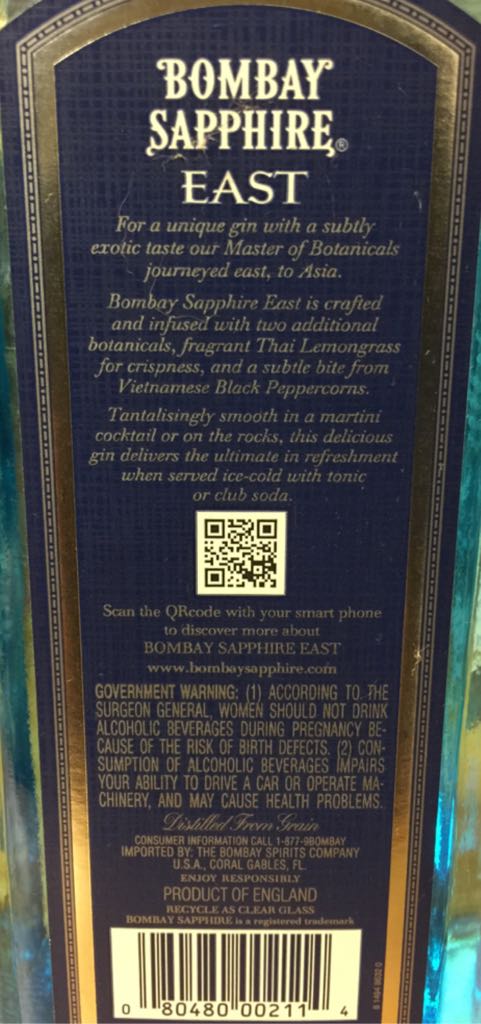 BOMBAY
SAPPHIRE®
EAST
For a unique gin with a subtly
exotic taste our Master of Botanicals
journeyed east, to Asia.
Bombay Sapphire East is crafted
and infused with two additional
botanicals, fragrant Thai Lemongrass
for crispness, and a subtle bite from
Vietnamese Black Peppercorns.
Tantalisingly smooth in a martini
cocktail or on the rocks, this delicious
gin delivers the ultimate in refreshment
when served ice-cold with tonic
or club soda.
Scan the QRcode with your smart phone
to discover more about
BOMBAY SAPPHIRE EAST
www.bombaysapphire.com
GOVERNMENT WARNING: (1) ACCORDING TO THE
SURGEON GENERAL, WOMEN SHOULD NOT DRINK
ALCOHOLIC BEVERAGES DURING PREGNANCY BE-
CAUSE OF THE RISK OF BIRTH DEFECTS. (2) CON-
SUMPTION OF ALCOHOLIC BEVERAGES IMPAIRS
YOUR ABILITY TO DRIVE A CAR OR OPERATE MA-
CHINERY, AND MAY CAUSE HEALTH PROBLEMS.
Distilled From Grain
CONSUMER INFORMATION CALL 1-877-9BOMBAY
IMPORTED BY: THE BOMBAY SPIRITS COMPANY
U.S.A., CORAL GABLES, FL.
ENJOY RESPONSIBLY
PRODUCT OF ENGLAND
RECYCLE AS CLEAR GLASS
BOMBAY SAPPHIRE is a registered trademark
0 80480 00211 4